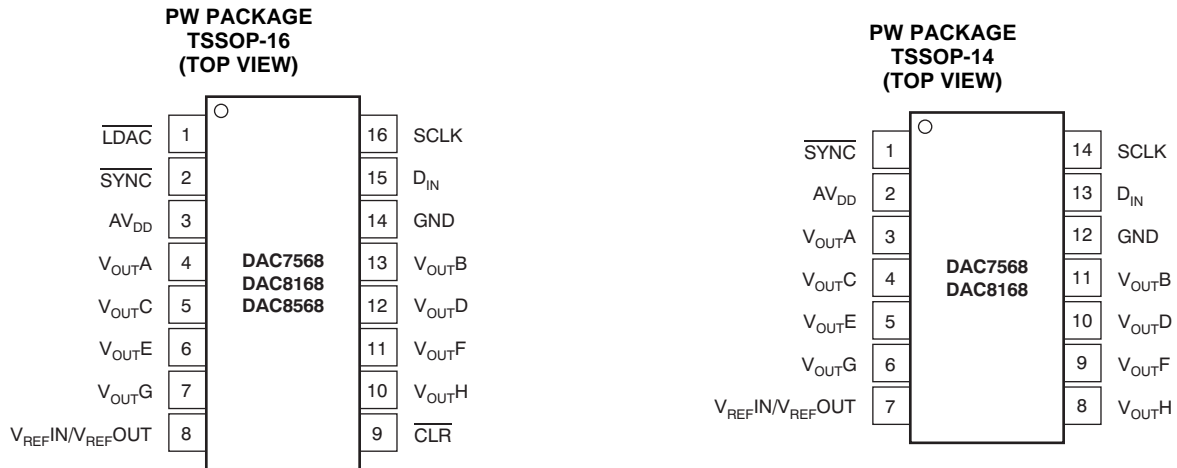 PW PACKAGE
TSSOP-16
(TOP VIEW)
LDAC 1 16 SCLK
SYNC 2 15 DIN
AVDD 3 14 GND
VOUTA 4 13 VOUTB
VOUTC 5 12 VOUTD
VOUTE 6 11 VOUTF
VOUTG 7 10 VOUTH
VREFIN/VREFOUT 8 9 CLR
DAC7568
DAC8168
DAC8568
PW PACKAGE
TSSOP-14
(TOP VIEW)
SYNC 1 14 SCLK
AVDD 2 13 DIN
VOUTA 3 12 GND
VOUTC 4 11 VOUTB
VOUTE 5 10 VOUTD
VOUTG 6 9 VOUTF
VREFIN/VREFOUT 7 8 VOUTH
DAC7568
DAC8168